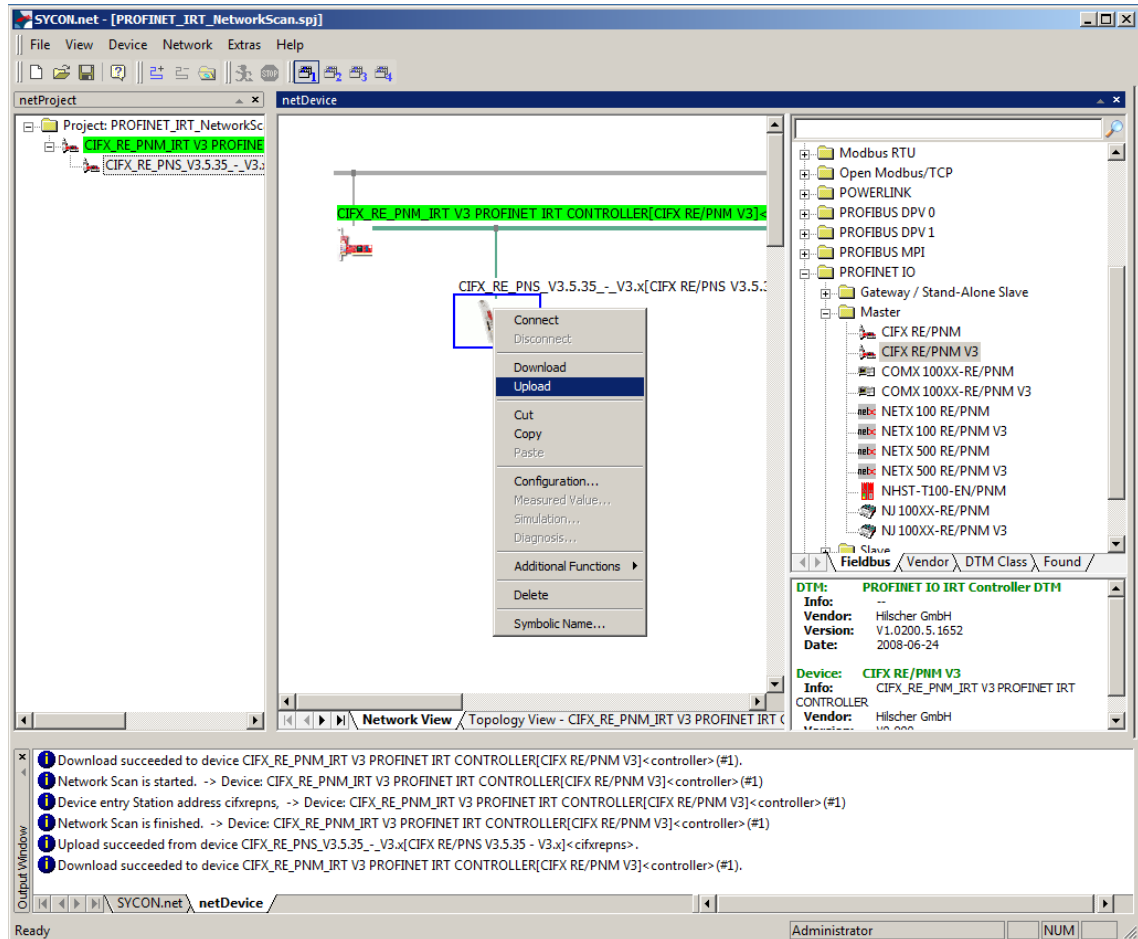 SYCON.net - [PROFINET_IRT_NetworkScan.spj]
File View Device Network Extras Help
netProject
Project: PROFINET_IRT_NetworkSc
CIFX_RE_PNM_IRT V3 PROFINE
CIFX_RE_PNS_V3.5.35_-_V3.x
netDevice
CIFX_RE_PNM_IRT V3 PROFINET IRT CONTROLLER[CIFX RE/PNM V3]<
CIFX_RE_PNS_V3.5.35_-_V3.x[CIFX RE/PNS V3.5.3
Connect
Disconnect
Download
Upload
Cut
Copy
Paste
Configuration...
Measured Value...
Simulation...
Diagnosis...
Additional Functions
Delete
Symbolic Name...
Network View Topology View - CIFX_RE_PNM_IRT V3 PROFINET IRT C
Modbus RTU
Open Modbus/TCP
POWERLINK
PROFIBUS DPV0
PROFIBUS DPV1
PROFIBUS MPI
PROFINET IO
Gateway / Stand-Alone Slave
Master
CIFX RE/PNM
CIFX RE/PNM V3
COMX 100XX-RE/PNM
COMX 100XX-RE/PNM V3
NETX 100 RE/PNM
NETX 100 RE/PNM V3
NETX 500 RE/PNM
NETX 500 RE/PNM V3
NHST-T100-EN/PNM
NJ 100XX-RE/PNM
NJ 100XX-RE/PNM V3
Slave
Fieldbus Vendor DTM Class Found
DTM: PROFINET IO IRT Controller DTM
Info: --
Vendor: Hilscher GmbH
Version: V1.0200.5.1652
Date: 2008-06-24
Device: CIFX RE/PNM V3
Info: CIFX_RE_PNM_IRT V3 PROFINET IRT
CONTROLLER
Vendor: Hilscher GmbH
Version: V0.000
Output Window
Download succeeded to device CIFX_RE_PNM_IRT V3 PROFINET IRT CONTROLLER[CIFX RE/PNM V3]<controller>(#1).
Network Scan is started. -> Device: CIFX_RE_PNM_IRT V3 PROFINET IRT CONTROLLER[CIFX RE/PNM V3]<controller>(#1)
Device entry Station address cifxrepns, -> Device: CIFX_RE_PNM_IRT V3 PROFINET IRT CONTROLLER[CIFX RE/PNM V3]<controller>(#1)
Network Scan is finished. -> Device: CIFX_RE_PNM_IRT V3 PROFINET IRT CONTROLLER[CIFX RE/PNM V3]<controller>(#1)
Upload succeeded from device CIFX_RE_PNS_V3.5.35_-_V3.x[CIFX RE/PNS V3.5.35 - V3.x]<cifxrepns>.
Download succeeded to device CIFX_RE_PNM_IRT V3 PROFINET IRT CONTROLLER[CIFX RE/PNM V3]<controller>(#1).
SYCON.net netDevice
Ready
Administrator
NUM